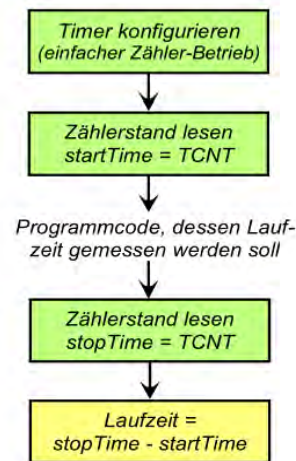 Timer konfigurieren
(einfacher Zähler-Betrieb)
Zählerstand lesen
startTime = TCNT
Programmcode, dessen Lauf-
zeit gemessen werden soll
Zählerstand lesen
stopTime = TCNT
Laufzeit =
stopTime - startTime